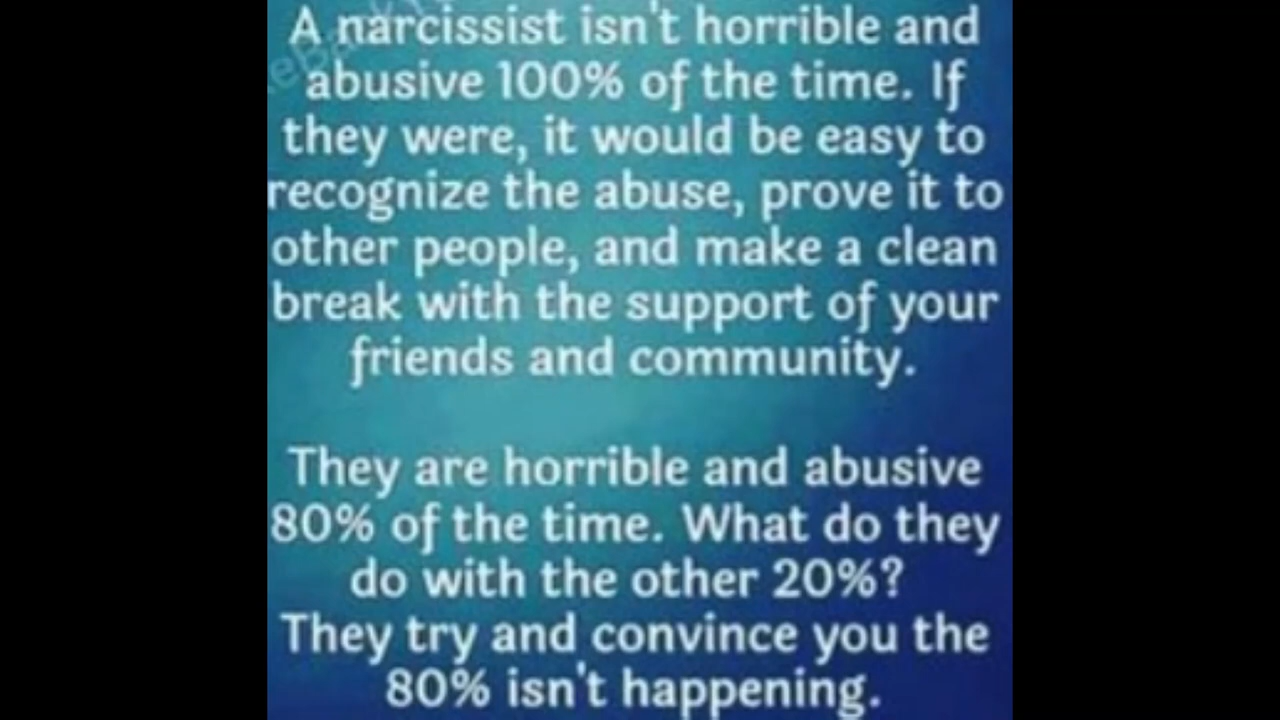 A narcissist isn't horrible and
abusive 100% of the time. If
they were, it would be easy to
recognize the abuse, prove it to
other people, and make a clean
break with the support of your
friends and community.
They are horrible and abusive
80% of the time. What do they
do with the other 20%?
They try and convince you the
80% isn't happening.